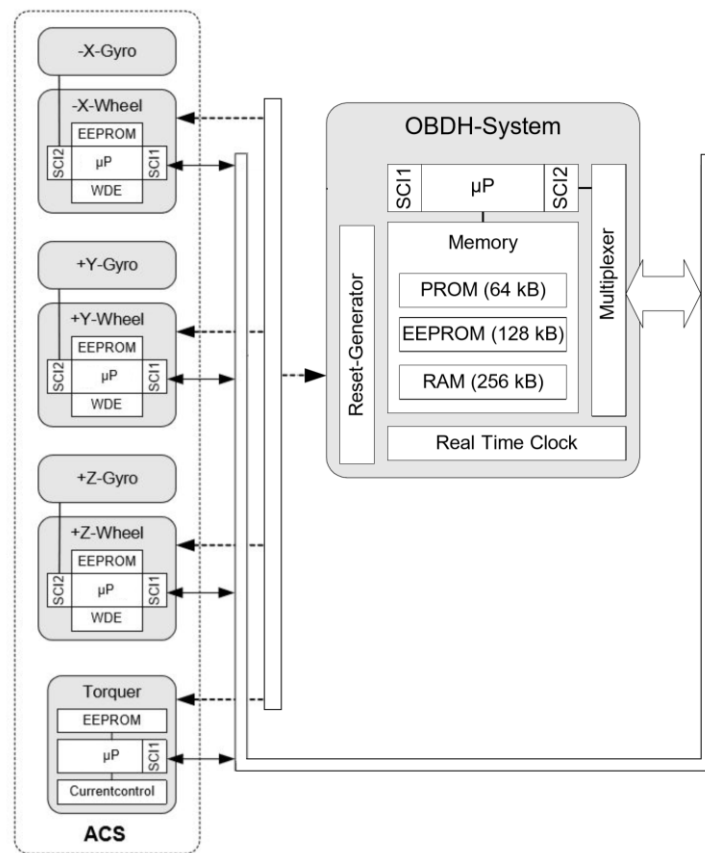 -X-Gyro
-X-Wheel
EEPROM
SCI2
µP
SCI1
WDE
+Y-Gyro
+Y-Wheel
EEPROM
SCI2
µP
SCI1
WDE
+Z-Gyro
+Z-Wheel
EEPROM
SCI2
µP
SCI1
WDE
Torquer
EEPROM
µP
SCI1
Currentcontrol
ACS
OBDH-System
SCI1
µP
SCI2
Memory
PROM (64 kB)
EEPROM (128 kB)
RAM (256 kB)
Reset-Generator
Multiplexer
Real Time Clock